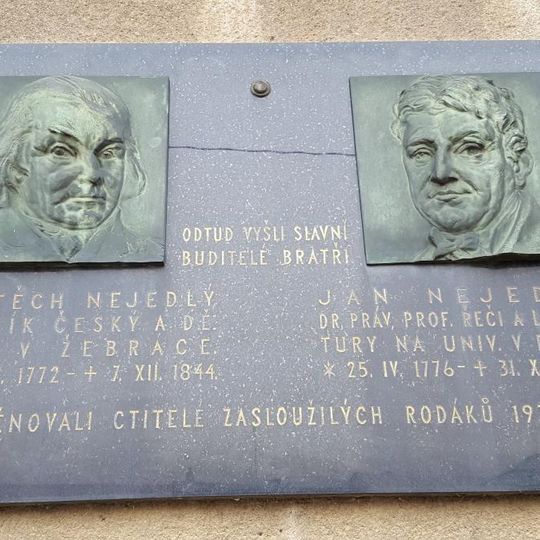 ODTUD VYŠLI SLAVNÍ
BUDITELÉ BRATŘI
TĚCH NEJEDLÝ
ÍK ČESKÝ A DĚ-
V ŽEBRACE.
1772 - + 7. XII. 1844.
JAN NEJED
DR. PRÁV, PROF. ŘEČI A L
TURY NA UNIV. V P
* 25. IV. 1776 - + 31. X
ĚNOVALI CTITELÉ ZASLOUŽILÝCH RODÁKŮ 19